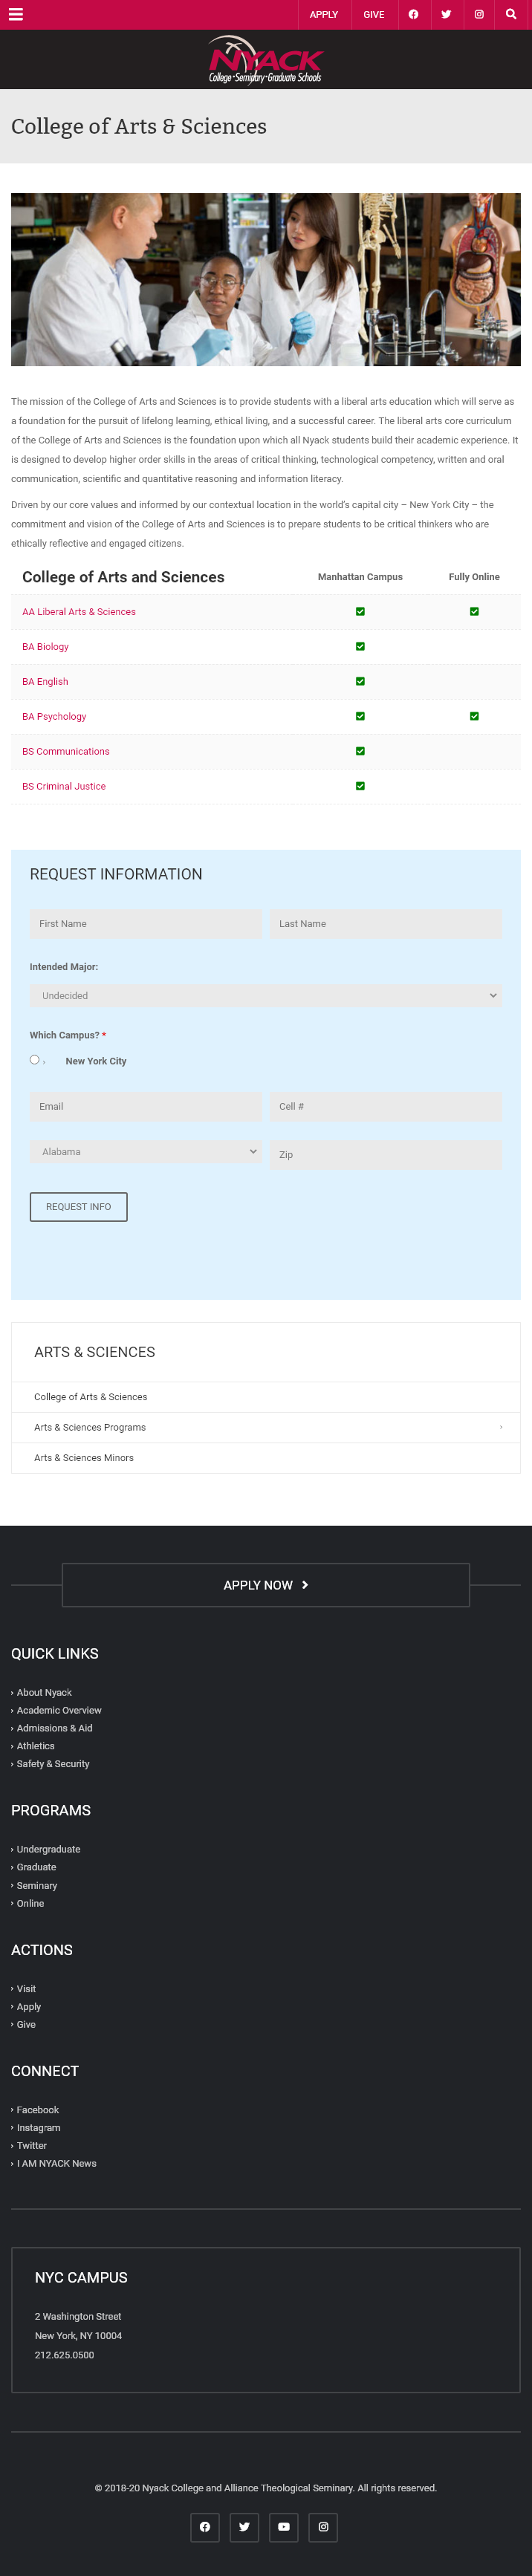 APPLY GIVE
NYACK
College • Seminary • Graduate Schools
College of Arts & Sciences
The mission of the College of Arts and Sciences is to provide students with a liberal arts education which will serve as
a foundation for the pursuit of lifelong learning, ethical living, and a successful career. The liberal arts core curriculum
of the College of Arts and Sciences is the foundation upon which all Nyack students build their academic experience. It
is designed to develop higher order skills in the areas of critical thinking, technological competency, written and oral
communication, scientific and quantitative reasoning and information literacy.
Driven by our core values and informed by our contextual location in the world's capital city – New York City – the
commitment and vision of the College of Arts and Sciences is to prepare students to be critical thinkers who are
ethically reflective and engaged citizens.
College of Arts and Sciences Manhattan Campus Fully Online
AA Liberal Arts & Sciences
BA Biology
BA English
BA Psychology
BS Communications
BS Criminal Justice
REQUEST INFORMATION
First Name Last Name
Intended Major:
Undecided
Which Campus? *
New York City
Email Cell #
Alabama Zip
REQUEST INFO
ARTS & SCIENCES
College of Arts & Sciences
Arts & Sciences Programs
Arts & Sciences Minors
APPLY NOW
QUICK LINKS
About Nyack
Academic Overview
Admissions & Aid
Athletics
Safety & Security
PROGRAMS
Undergraduate
Graduate
Seminary
Online
ACTIONS
Visit
Apply
Give
CONNECT
Facebook
Instagram
Twitter
I AM NYACK News
NYC CAMPUS
2 Washington Street
New York, NY 10004
212.625.0500
© 2018-20 Nyack College and Alliance Theological Seminary. All rights reserved.